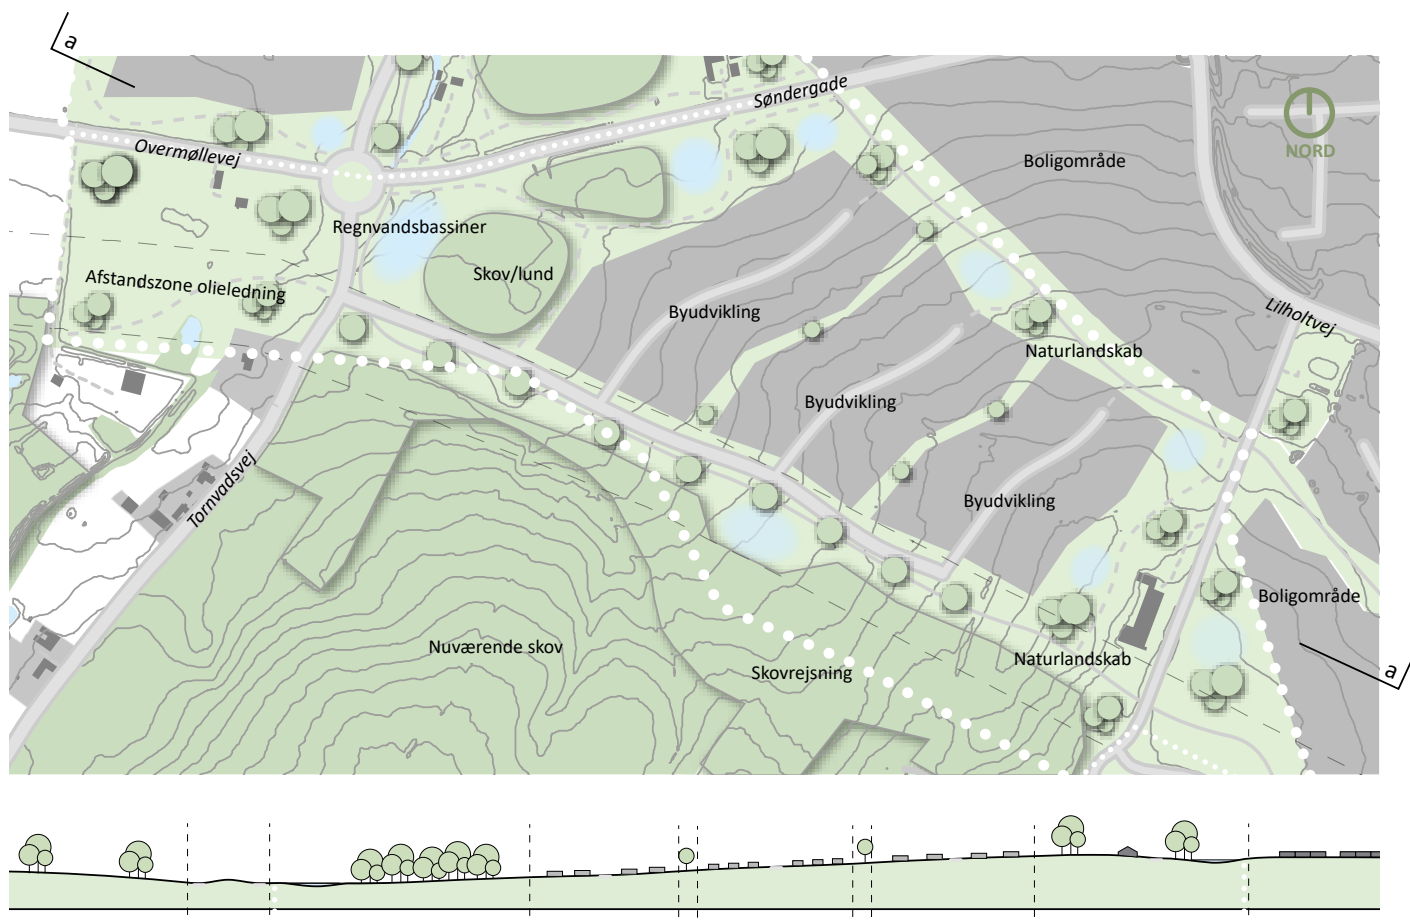 a
Søndergade
NORD
Overmøllevej
Boligområde
Regnvandsbassiner
Skov/lund
Afstandszone olieledning
Byudvikling
Lilholtvej
Naturlandskab
Byudvikling
Tornvadsvej
Byudvikling
Boligområde
Nuværende skov
Naturlandskab
Skovrejsning
a